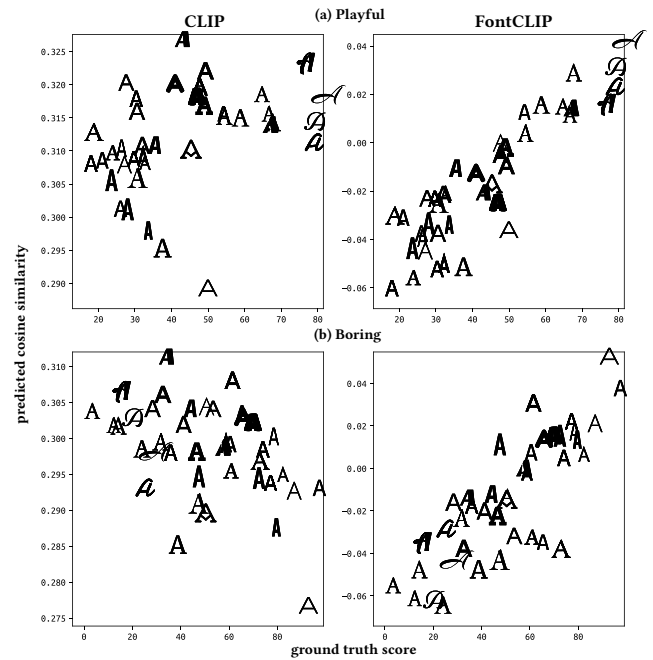 (a) Playful
CLIP
FontCLIP
0.325
0.320
0.315
0.310
0.305
0.300
0.295
0.290
20 30 40 50 60 70 80
0.04
0.02
0.00
−0.02
−0.04
−0.06
20 30 40 50 60 70 80
predicted cosine similarity
(b) Boring
0.310
0.305
0.300
0.295
0.290
0.285
0.280
0.275
0 20 40 60 80
0.04
0.02
0.00
−0.02
−0.04
−0.06
0 20 40 60 80
ground truth score